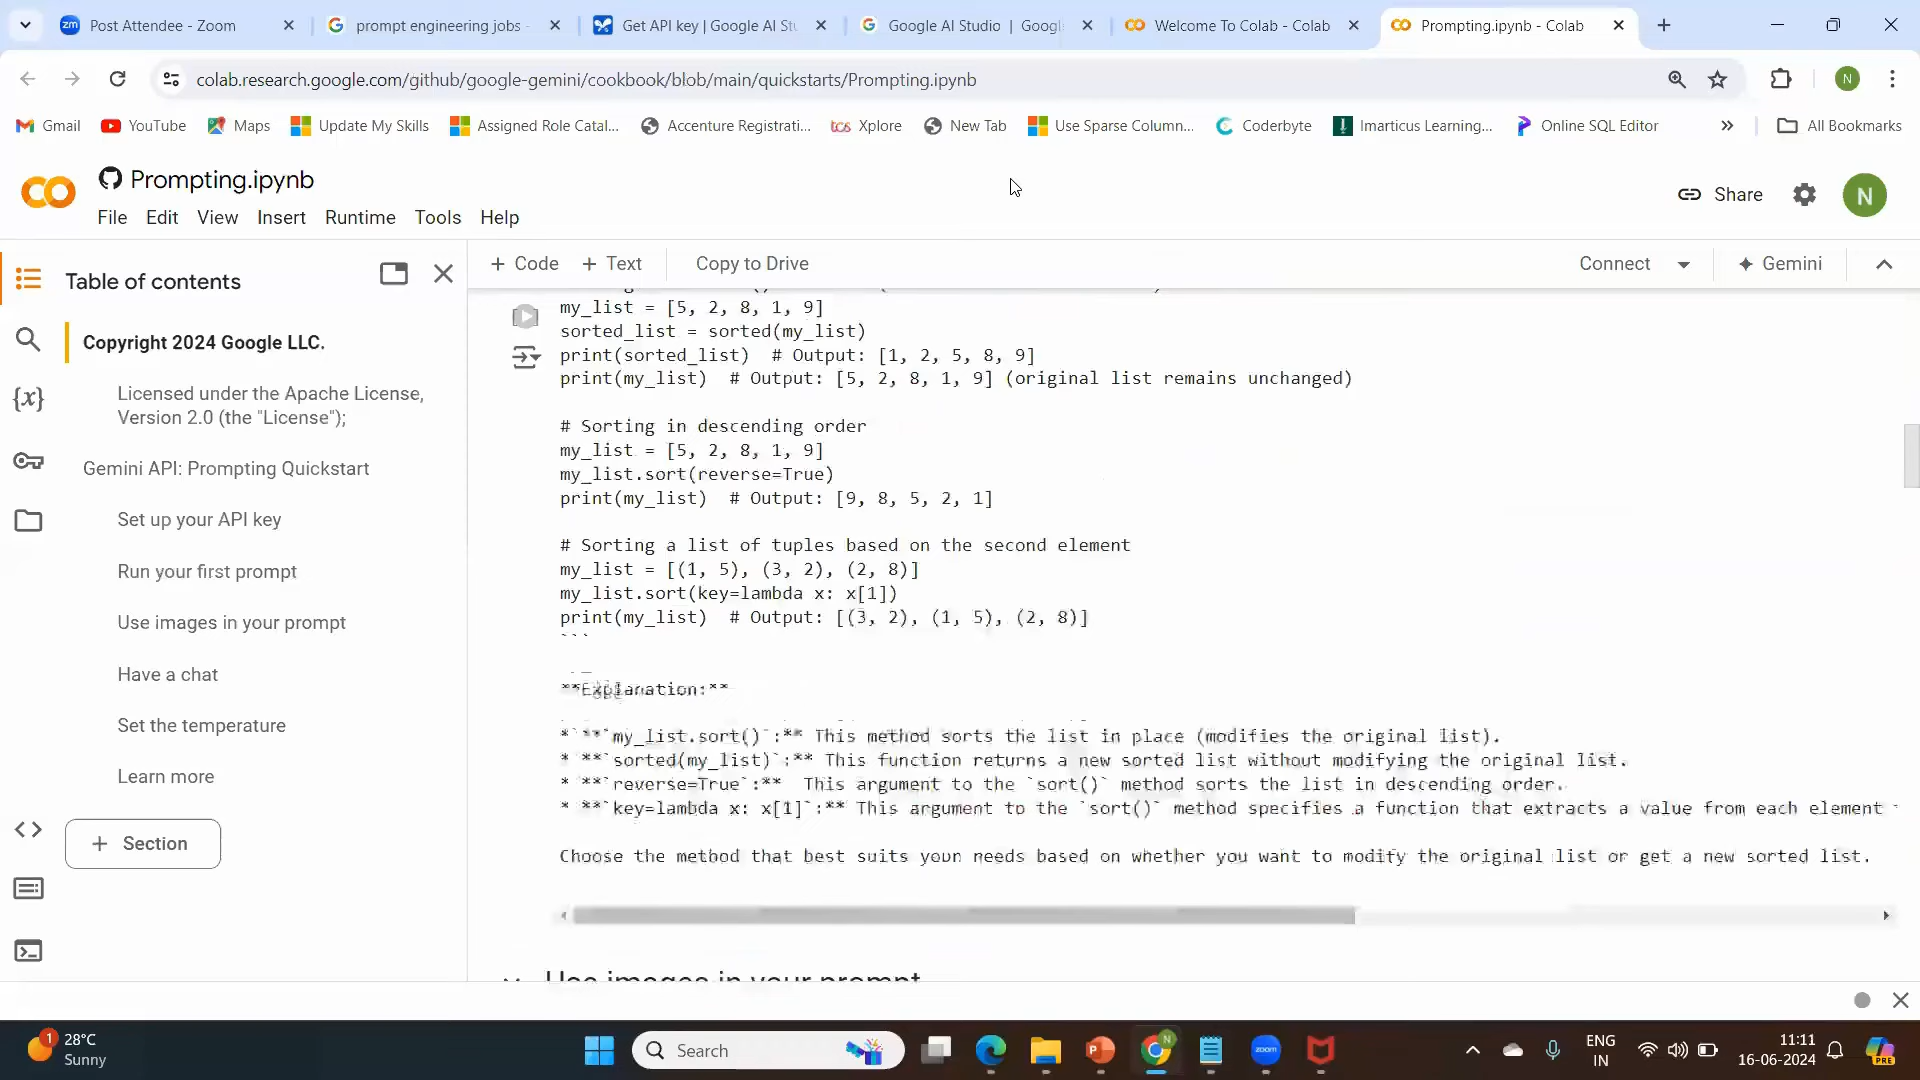 Post Attendee - Zoom
prompt engineering jobs -
Get API key | Google AI Stu
Google AI Studio | Googl
Welcome To Colab - Colab
Prompting.ipynb - Colab
colab.research.google.com/github/google-gemini/cookbook/blob/main/quickstarts/Prompting.ipynb
N
Gmail
YouTube
Maps
Update My Skills
Assigned Role Catal...
Accenture Registrati...
tcs Xplore
New Tab
Use Sparse Column...
Coderbyte
Imarticus Learning...
Online SQL Editor
All Bookmarks
Prompting.ipynb
File Edit View Insert Runtime Tools Help
Share
N
Table of contents
+ Code + Text Copy to Drive
Connect
Gemini
Copyright 2024 Google LLC.
Licensed under the Apache License,
Version 2.0 (the "License");
Gemini API: Prompting Quickstart
Set up your API key
Run your first prompt
Use images in your prompt
Have a chat
Set the temperature
Learn more
+ Section
my_list = [5, 2, 8, 1, 9]
sorted_list = sorted(my_list)
print(sorted_list)  # Output: [1, 2, 5, 8, 9]
print(my_list)  # Output: [5, 2, 8, 1, 9] (original list remains unchanged)
# Sorting in descending order
my_list = [5, 2, 8, 1, 9]
my_list.sort(reverse=True)
print(my_list)  # Output: [9, 8, 5, 2, 1]
# Sorting a list of tuples based on the second element
my_list = [(1, 5), (3, 2), (2, 8)]
my_list.sort(key=lambda x: x[1])
print(my_list)  # Output: [(3, 2), (1, 5), (2, 8)]
```
**Explanation:**
* **`my_list.sort()`:** This method sorts the list in place (modifies the original list).
* **`sorted(my_list)`:** This function returns a new sorted list without modifying the original list.
* **`reverse=True`:**  This argument to the `sort()` method sorts the list in descending order.
* **`key=lambda x: x[1]`:** This argument to the `sort()` method specifies a function that extracts a value from each element
Choose the method that best suits your needs based on whether you want to modify the original list or get a new sorted list.
Use images in your prompt
1
28°C
Sunny
Search
zoom
ENG
IN
11:11
16-06-2024
PRE